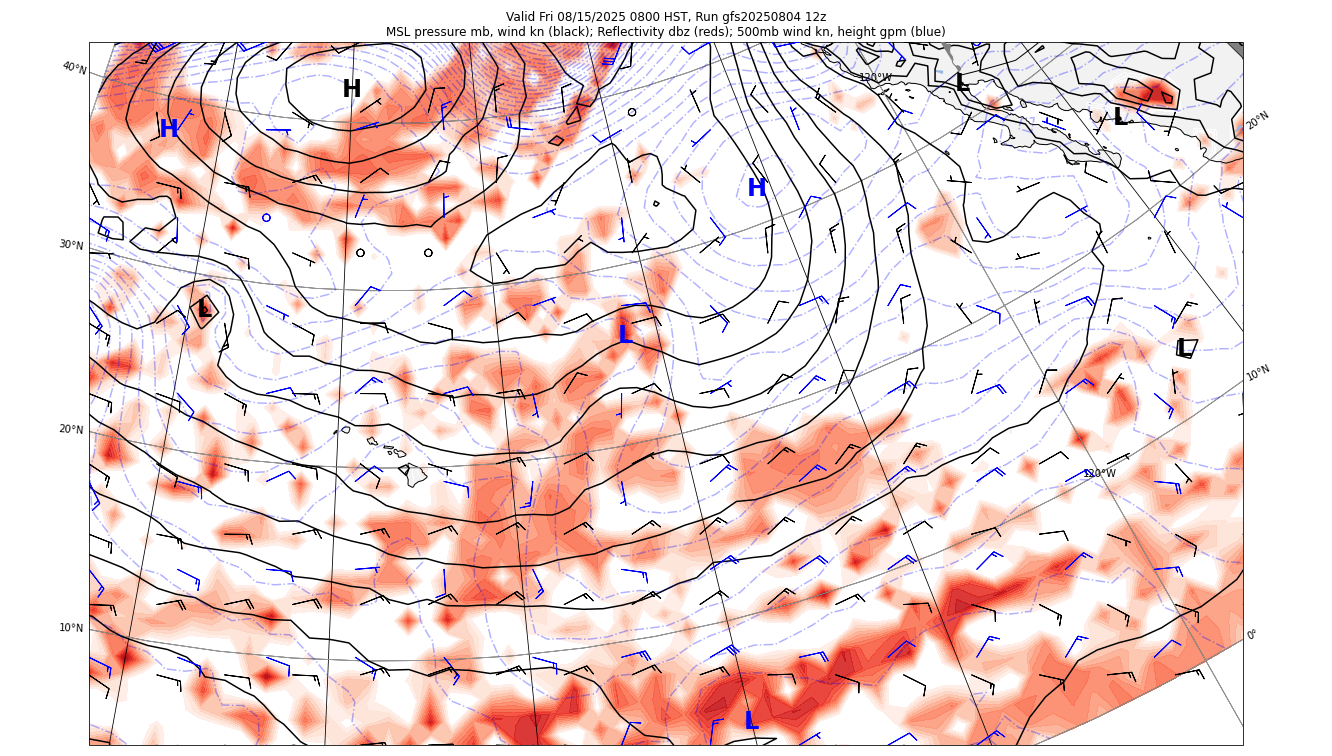 Valid Fri 08/15/2025 0800 HST, Run gfs20250804 12z
MSL pressure mb, wind kn (black); Reflectivity dbz (reds); 500mb wind kn, height gpm (blue)
40°N
H
120°W
L
L
20°N
H
H
30°N
L
L
L
10°N
20°N
120°W
10°N
0°
L